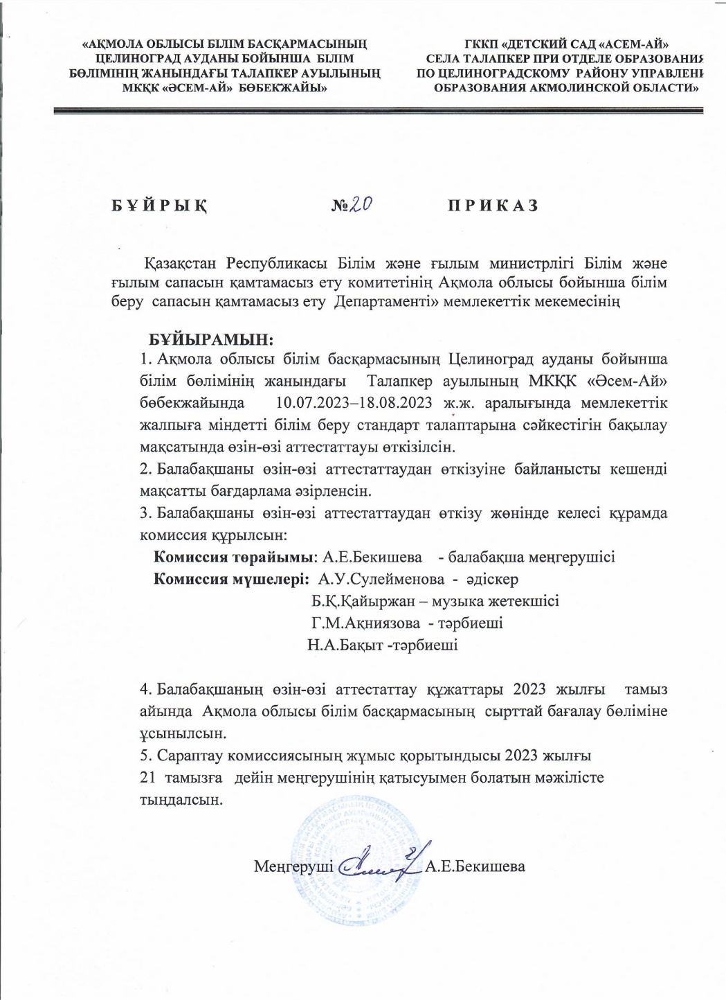 «АҚМОЛА ОБЛЫСЫ БІЛІМ БАСҚАРМАСЫНЫҢ
ЦЕЛИНОГРАД АУДАНЫ БОЙЫНША БІЛІМ
БӨЛІМІНІҢ ЖАНЫНДАҒЫ ТАЛАПКЕР АУЫЛЫНЫҢ
МКҚК «ӘСЕМ-АЙ» БӨБЕКЖАЙЫ»
ГККП «ДЕТСКИЙ САД «АСЕМ-АЙ»
СЕЛА ТАЛАПКЕР ПРИ ОТДЕЛЕ ОБРАЗОВАНИЯ
ПО ЦЕЛИНОГРАДСКОМУ РАЙОНУ УПРАВЛЕНИ
ОБРАЗОВАНИЯ АКМОЛИНСКОЙ ОБЛАСТИ»
Б Ұ Й Р Ы Қ №20 П Р И К А З
Қазақстан Республикасы Білім және ғылым министрлігі Білім және
ғылым сапасын қамтамасыз ету комитетінің Ақмола облысы бойынша білім
беру сапасын қамтамасыз ету Департаменті» мемлекеттік мекемесінің
БҰЙЫРАМЫН:
1. Ақмола облысы білім басқармасының Целиноград ауданы бойынша
білім бөлімінің жанындағы Талапкер ауылының МКҚК «Әсем-Ай»
бөбекжайында 10.07.2023–18.08.2023 ж.ж. аралығында мемлекеттік
жалпыға міндетті білім беру стандарт талаптарына сәйкестігін бақылау
мақсатында өзін-өзі аттестаттауы өткізілсін.
2. Балабақшаны өзін-өзі аттестаттаудан өткізуіне байланысты кешенді
мақсатты бағдарлама әзірленсін.
3. Балабақшаны өзін-өзі аттестаттаудан өткізу жөнінде келесі құрамда
комиссия құрылсын:
Комиссия төрайымы: А.Е.Бекишева - балабақша меңгерушісі
Комиссия мүшелері: А.У.Сулейменова - әдіскер
Б.Қ.Қайыржан – музыка жетекшісі
Г.М.Ақниязова - тәрбиеші
Н.А.Бақыт -тәрбиеші
4. Балабақшаның өзін-өзі аттестаттау құжаттары 2023 жылғы тамыз
айында Ақмола облысы білім басқармасының сырттай бағалау бөліміне
ұсынылсын.
5. Сараптау комиссиясының жұмыс қорытындысы 2023 жылғы
21 тамызға дейін меңгерушінің қатысуымен болатын мәжілісте
тыңдалсын.
Меңгеруші А.Е.Бекишева